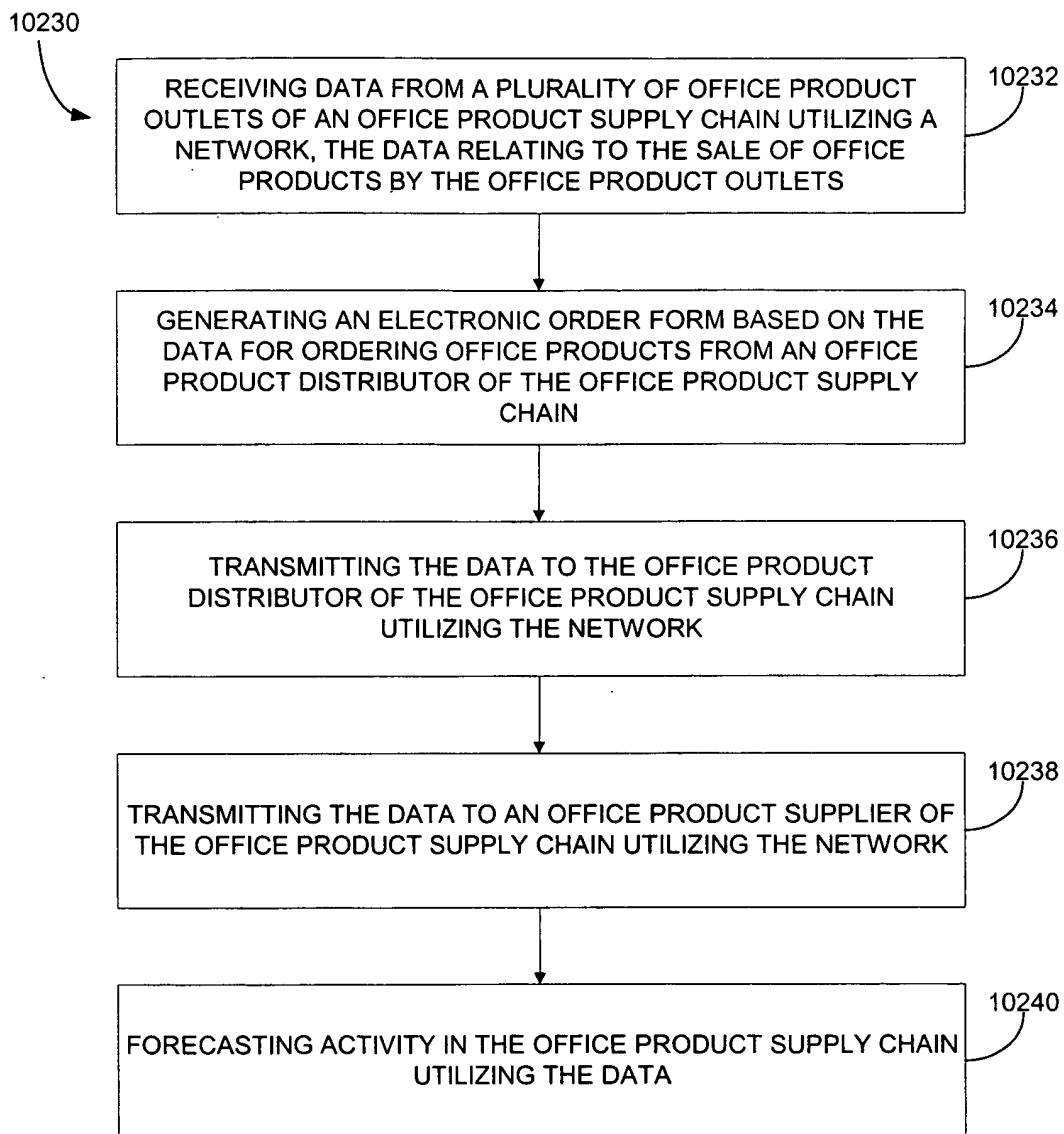 10230
10232
RECEIVING DATA FROM A PLURALITY OF OFFICE PRODUCT
OUTLETS OF AN OFFICE PRODUCT SUPPLY CHAIN UTILIZING A
NETWORK, THE DATA RELATING TO THE SALE OF OFFICE
PRODUCTS BY THE OFFICE PRODUCT OUTLETS
10234
GENERATING AN ELECTRONIC ORDER FORM BASED ON THE
DATA FOR ORDERING OFFICE PRODUCTS FROM AN OFFICE
PRODUCT DISTRIBUTOR OF THE OFFICE PRODUCT SUPPLY
CHAIN
10236
TRANSMITTING THE DATA TO THE OFFICE PRODUCT
DISTRIBUTOR OF THE OFFICE PRODUCT SUPPLY CHAIN
UTILIZING THE NETWORK
10238
TRANSMITTING THE DATA TO AN OFFICE PRODUCT SUPPLIER OF
THE OFFICE PRODUCT SUPPLY CHAIN UTILIZING THE NETWORK
10240
FORECASTING ACTIVITY IN THE OFFICE PRODUCT SUPPLY CHAIN
UTILIZING THE DATA